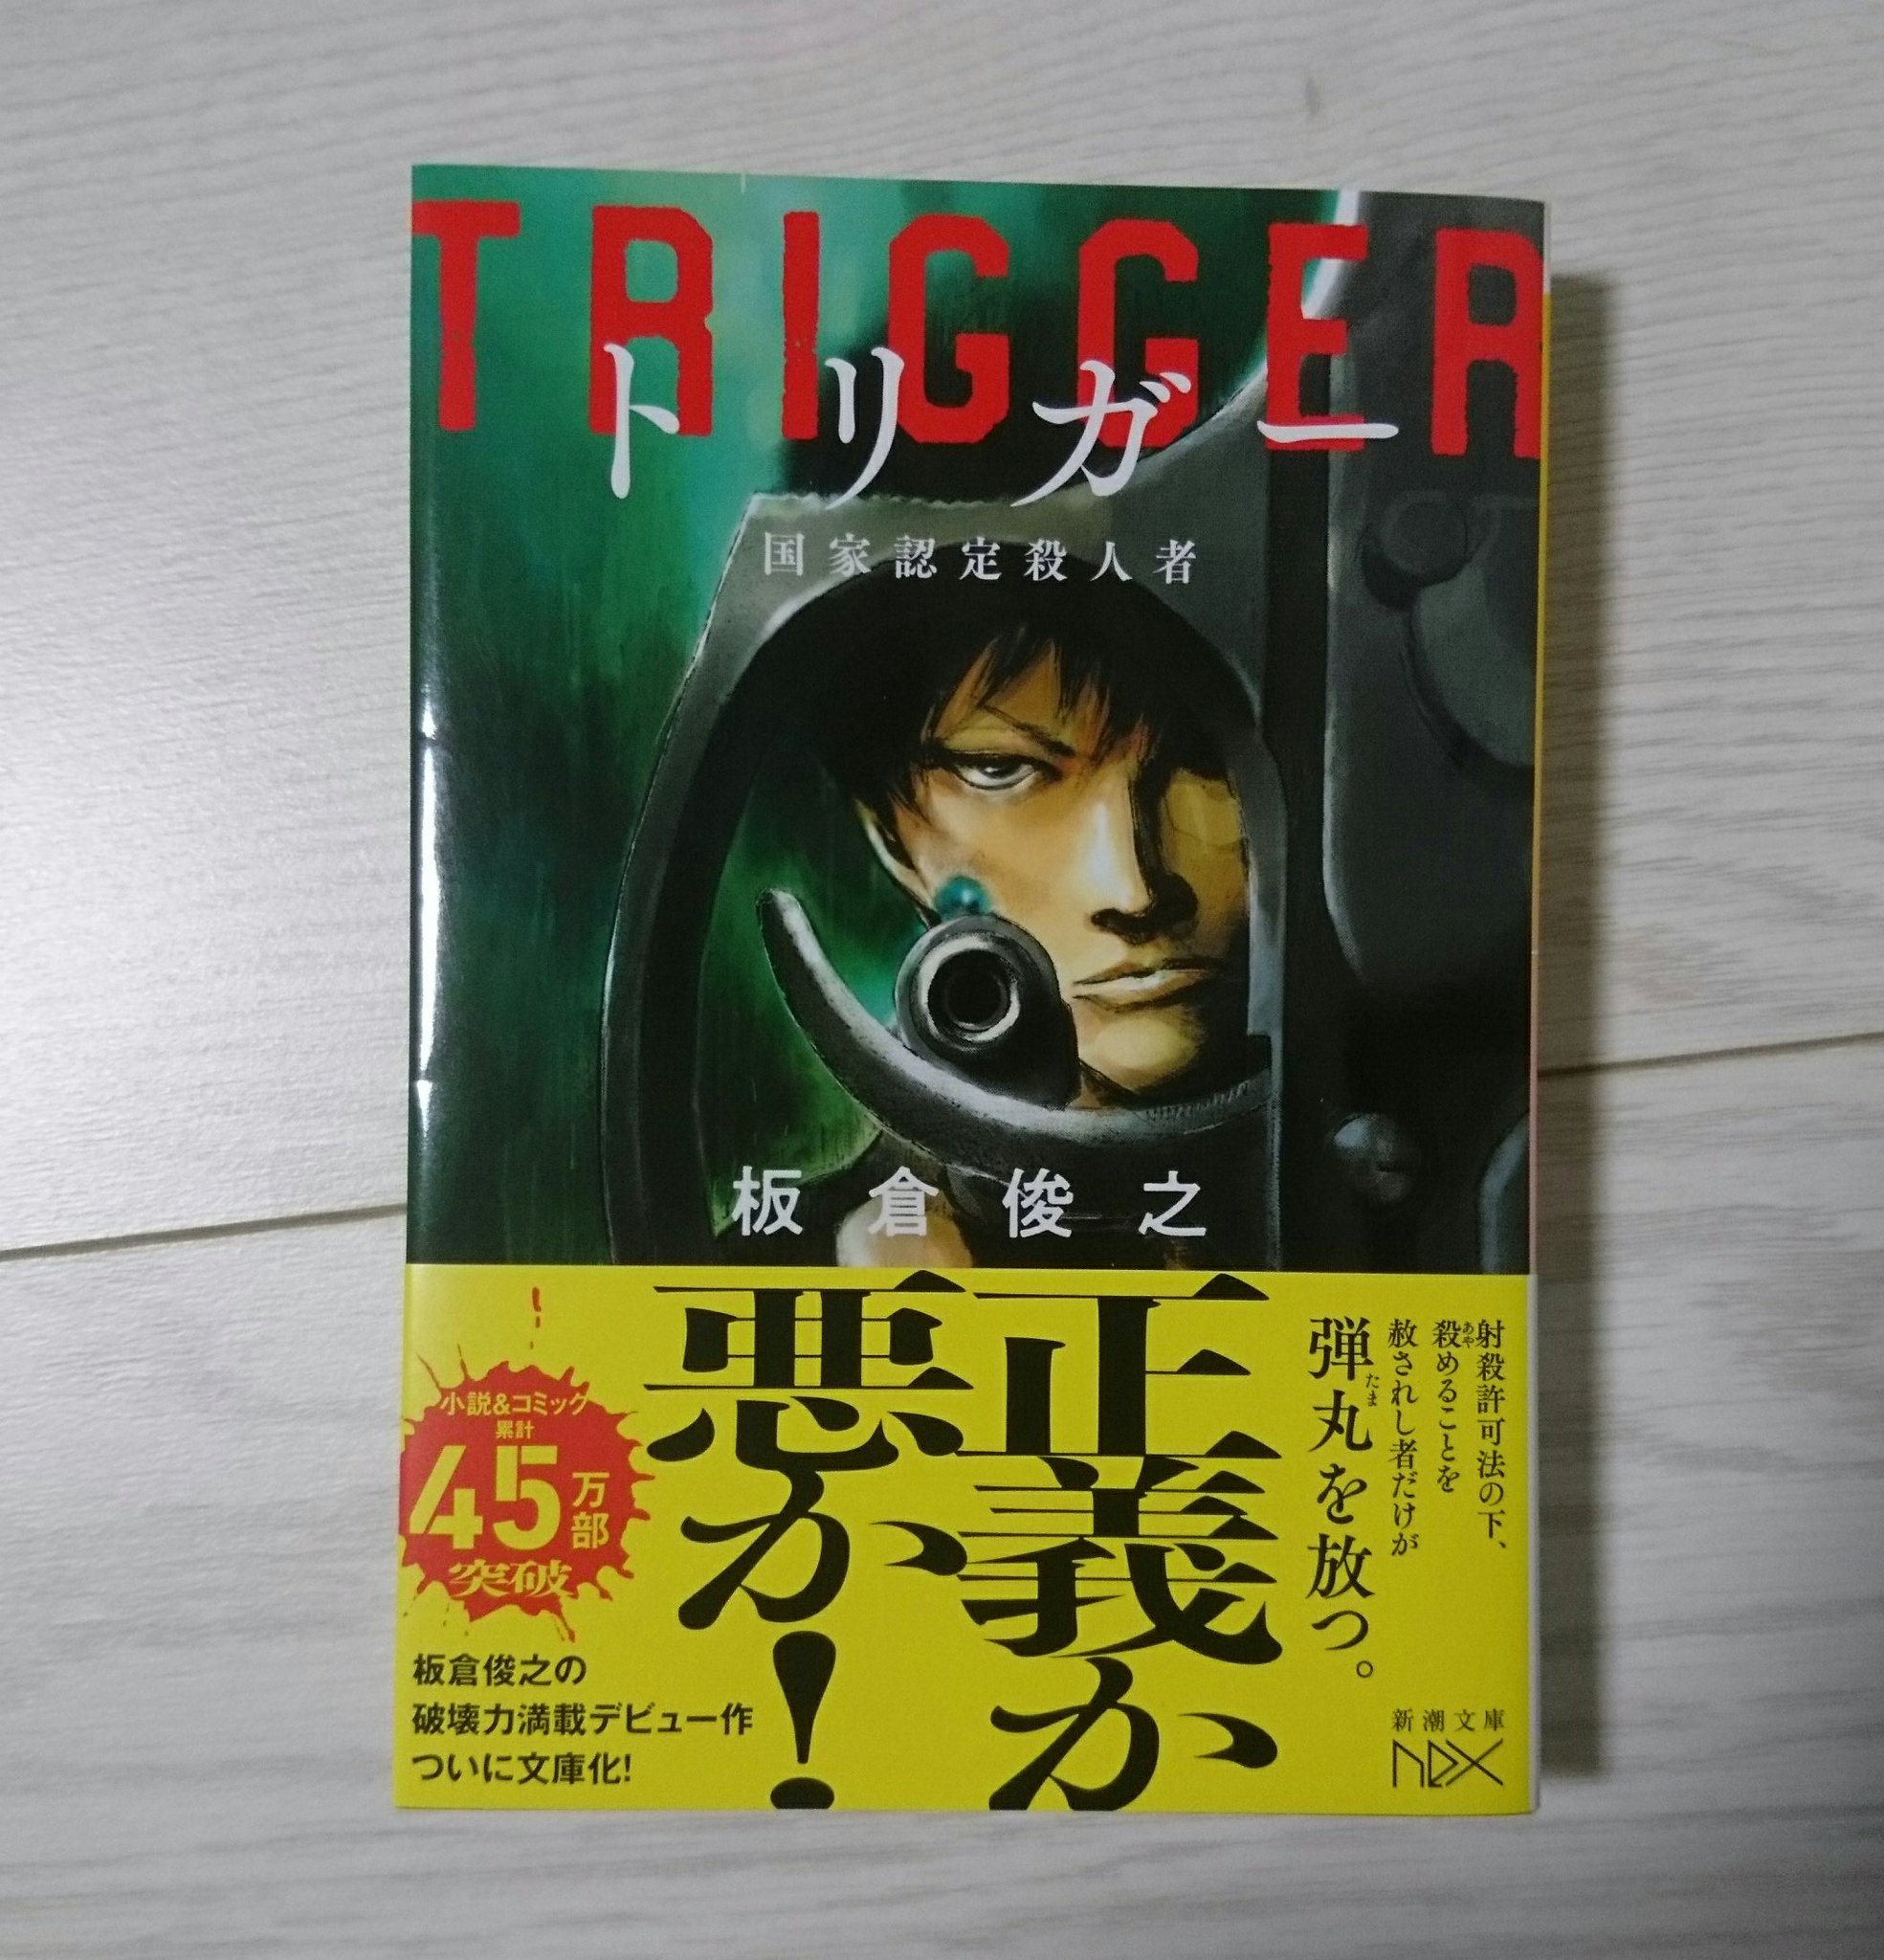 TRIGGER
トリガー
国家認定殺人者
板倉俊之
射殺許可法の下、
殺めることを
あや
赦されし者だけが
弾丸を放つ。
たま
正義か
悪か!
小説&コミック
累計
45万部
突破
板倉俊之の
破壊力満載デビュー作
ついに文庫化!
新潮文庫
nex